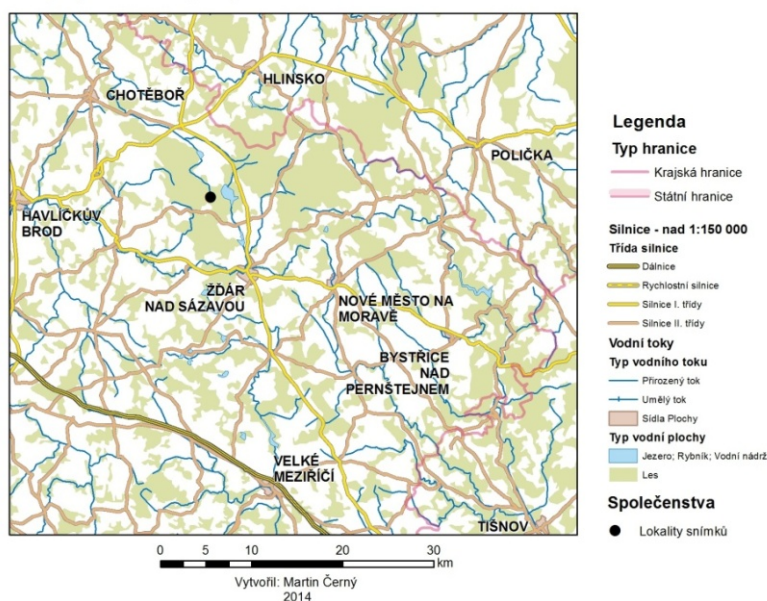 HLINSKO
CHOTĚBOŘ
POLIČKA
HAVLÍČKŮV
BROD
ŽĎÁR
NAD SÁZAVOU
NOVÉ MĚSTO NA
MORAVĚ
BYSTŘICE
NAD
PERNŠTEJNEM
VELKÉ
MEZIŘÍČÍ
TIŠNOV
0 5 10 20 30
km
Vytvořil: Martin Černý
2014
Legenda
Typ hranice
Krajská hranice
Státní hranice
Silnice - nad 1:150 000
Třída silnice
Dálnice
Rychlostní silnice
Silnice I. třídy
Silnice II. třídy
Vodní toky
Typ vodního toku
Přirozený tok
Umělý tok
Sídla Plochy
Typ vodní plochy
Jezero; Rybník; Vodní nádrž
Les
Společenstva
Lokality snímků